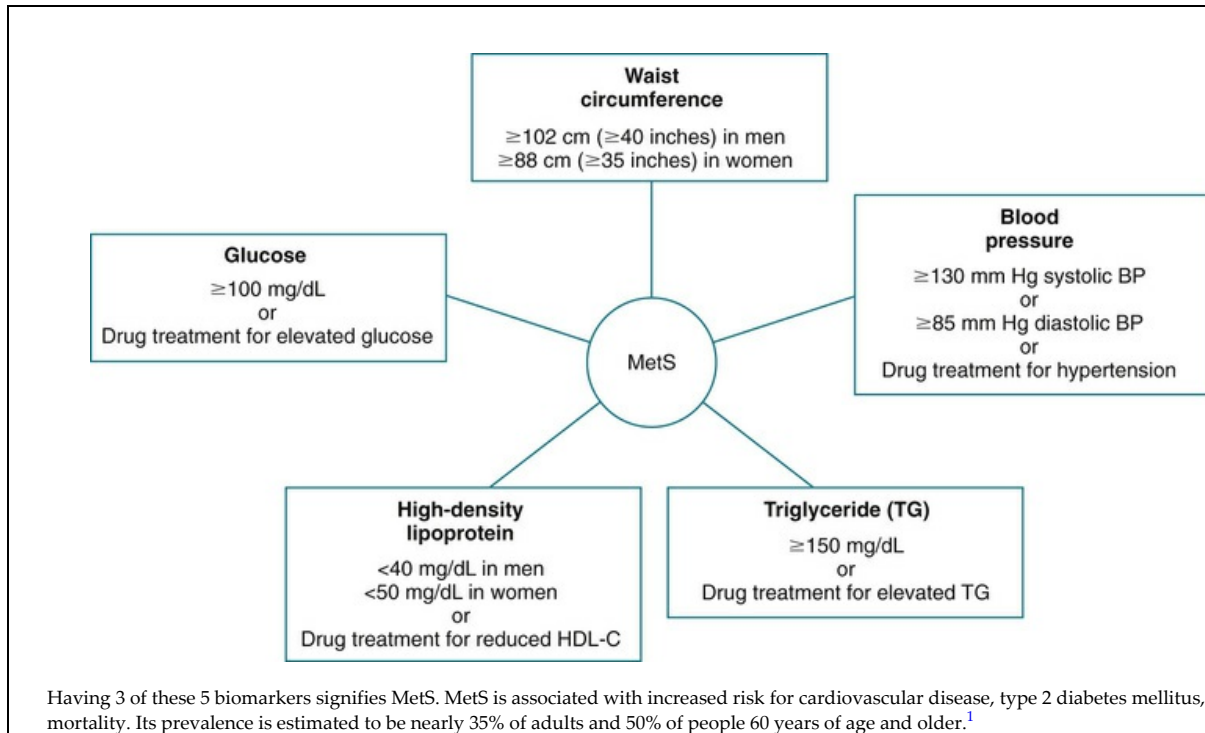 Waist
circumference
≥102 cm (≥40 inches) in men
≥88 cm (≥35 inches) in women
Blood
pressure
≥130 mm Hg systolic BP
or
≥85 mm Hg diastolic BP
or
Drug treatment for hypertension
Glucose
≥100 mg/dL
or
Drug treatment for elevated glucose
MetS
High-density
lipoprotein
<40 mg/dL in men
<50 mg/dL in women
or
Drug treatment for reduced HDL-C
Triglyceride (TG)
≥150 mg/dL
or
Drug treatment for elevated TG
Having 3 of these 5 biomarkers signifies MetS. MetS is associated with increased risk for cardiovascular disease, type 2 diabetes mellitus,
mortality. Its prevalence is estimated to be nearly 35% of adults and 50% of people 60 years of age and older.1